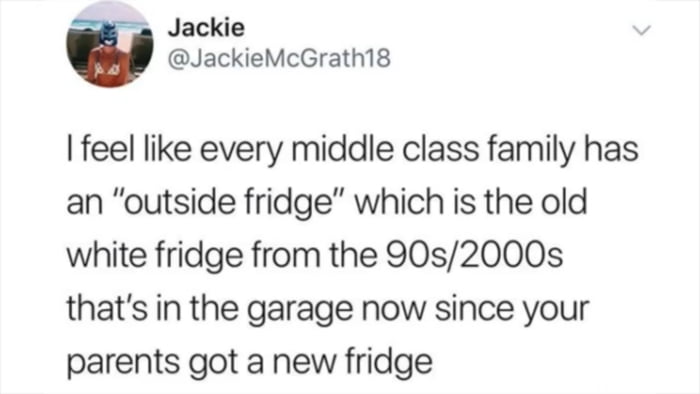 Jackie
@JackieMcGrath18
I feel like every middle class family has
an "outside fridge" which is the old
white fridge from the 90s/2000s
that's in the garage now since your
parents got a new fridge